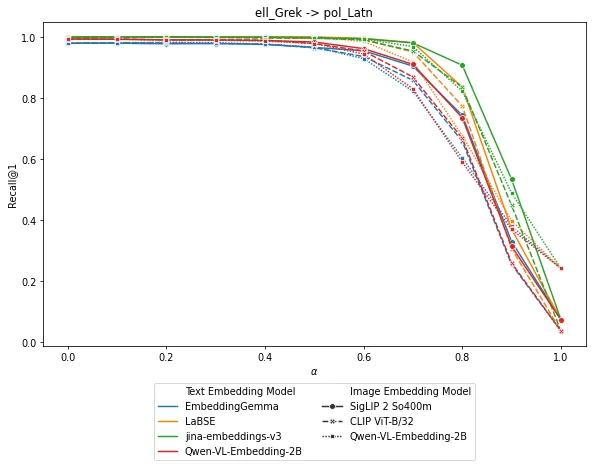 ell_Grek -> pol_Latn
Recall@1
1.0
0.8
0.6
0.4
0.2
0.0
0.0 0.2 0.4 0.6 0.8 1.0
α
Text Embedding Model Image Embedding Model
EmbeddingGemma SigLIP 2 So400m
LaBSE CLIP ViT-B/32
jina-embeddings-v3 Qwen-VL-Embedding-2B
Qwen-VL-Embedding-2B